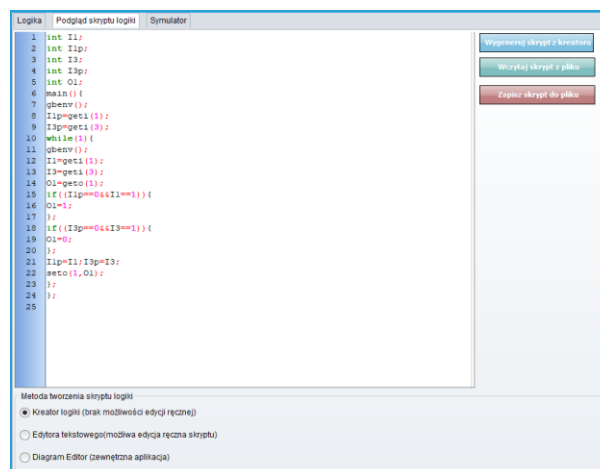 Logika Podgląd skryptu logiki Symulator
1 int I1;
2 int I1p;
3 int I3;
4 int I3p;
5 int O1;
6 main(){
7 gbenv();
8 I1p=geti(1);
9 I3p=geti(3);
10 while(1){
11 gbenv();
12 I1=geti(1);
13 I3=geti(3);
14 O1=geto(1);
15 if((I1p==0&&I1==1)){
16 O1=1;
17 };
18 if((I3p==0&&I3==1)){
19 O1=0;
20 };
21 I1p=I1;I3p=I3;
22 seto(1,O1);
23 };
24 };
25
Wygeneruj skrypt z kreatora
Wczytaj skrypt z pliku
Zapisz skrypt do pliku
Metoda tworzenia skryptu logiki
Kreator logiki (brak możliwości edycji ręcznej)
Edytora tekstowego(możliwa edycja ręczna skryptu)
Diagram Editor (zewnętrzna aplikacja)